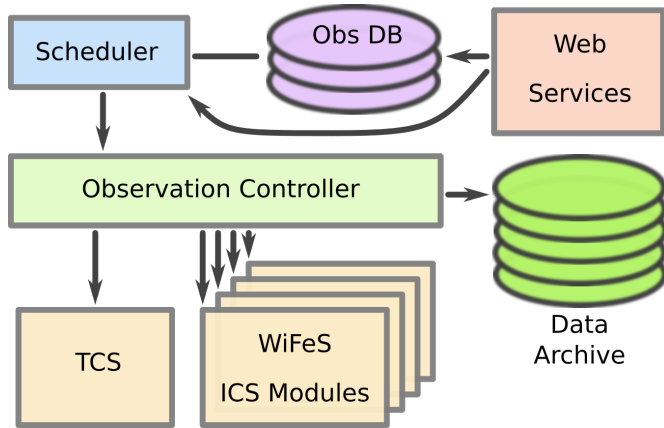 Scheduler
Obs DB
Web
Services
Observation Controller
Data
Archive
TCS
WiFeS
ICS Modules